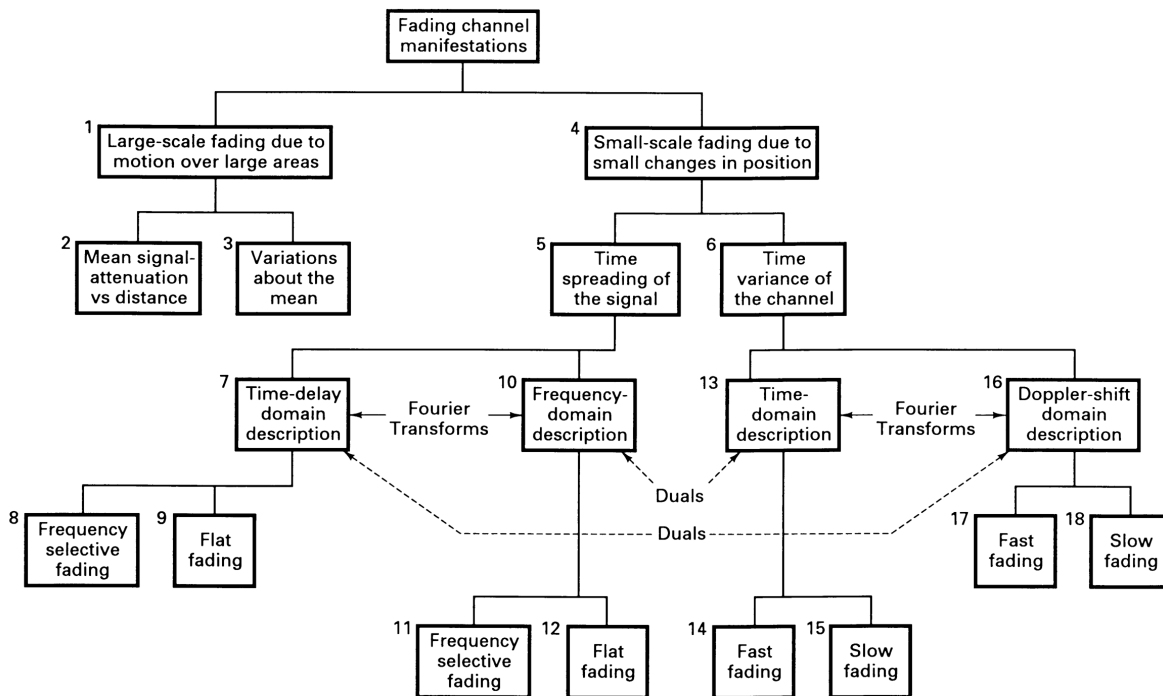 Fading channel
manifestations
1
Large-scale fading due to
motion over large areas
4
Small-scale fading due to
small changes in position
2
Mean signal-
attenuation
vs distance
3
Variations
about the
mean
5
Time
spreading of
the signal
6
Time
variance of
the channel
7
Time-delay
domain
description
Fourier
Transforms
10
Frequency-
domain
description
13
Time-
domain
description
Fourier
Transforms
16
Doppler-shift
domain
description
Duals
Duals
8
Frequency
selective
fading
9
Flat
fading
17
Fast
fading
18
Slow
fading
11
Frequency
selective
fading
12
Flat
fading
14
Fast
fading
15
Slow
fading